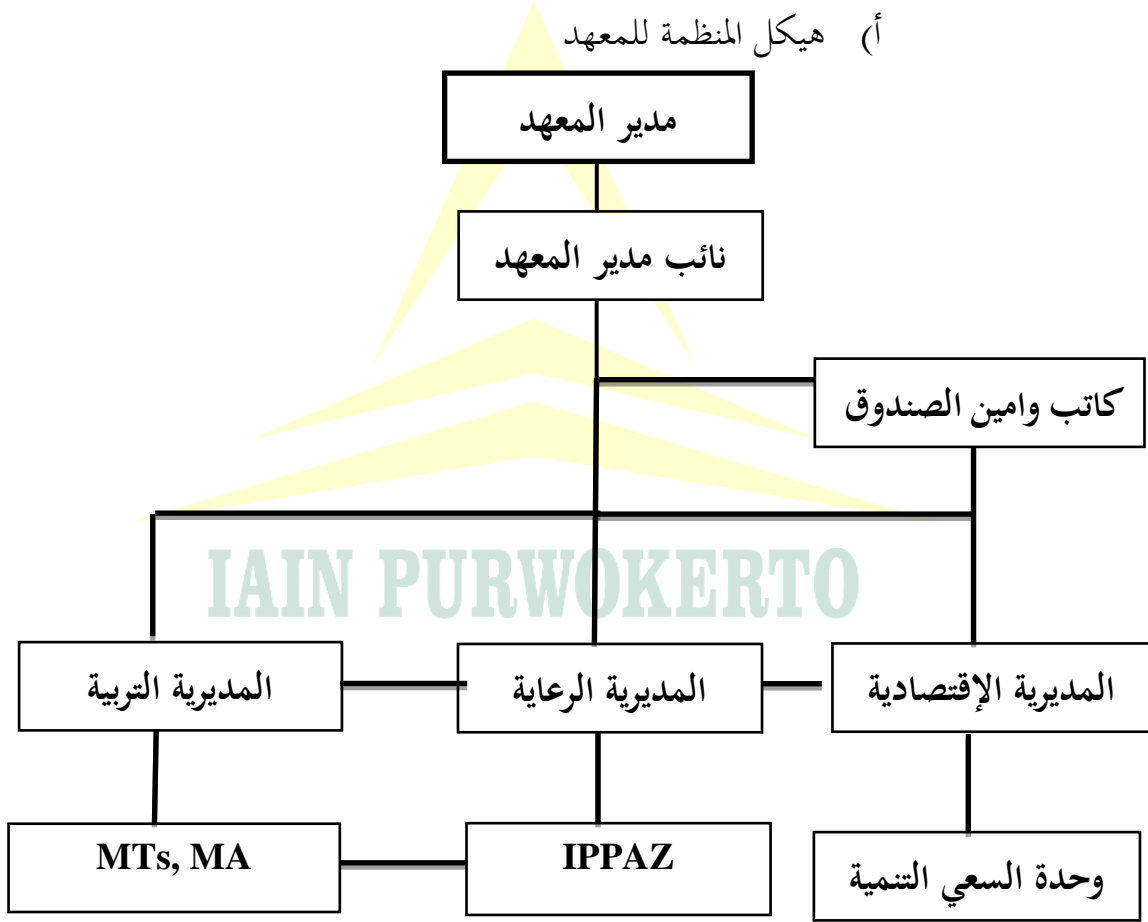 أ) هيكل المنظمة للمعهد
مدير المعهد
نائب مدير المعهد
كاتب وامين الصندوق
IAIN PURWOKERTO
المديرية الإقتصادية
المديرية الرعاية
المديرية التربية
وحدة السعي التنمية
IPPAZ
MTs, MA